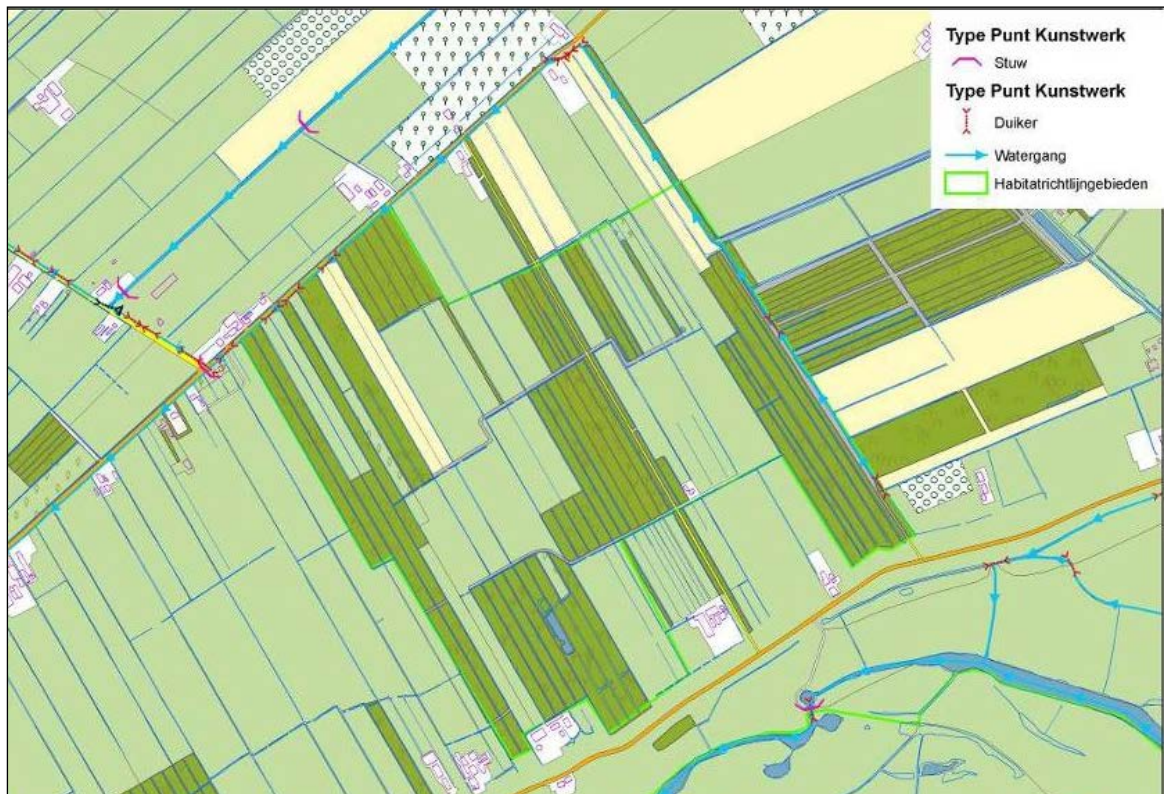 Type Punt Kunstwerk
Stuw
Type Punt Kunstwerk
Duiker
Watergang
Habitatrichtlijngebieden